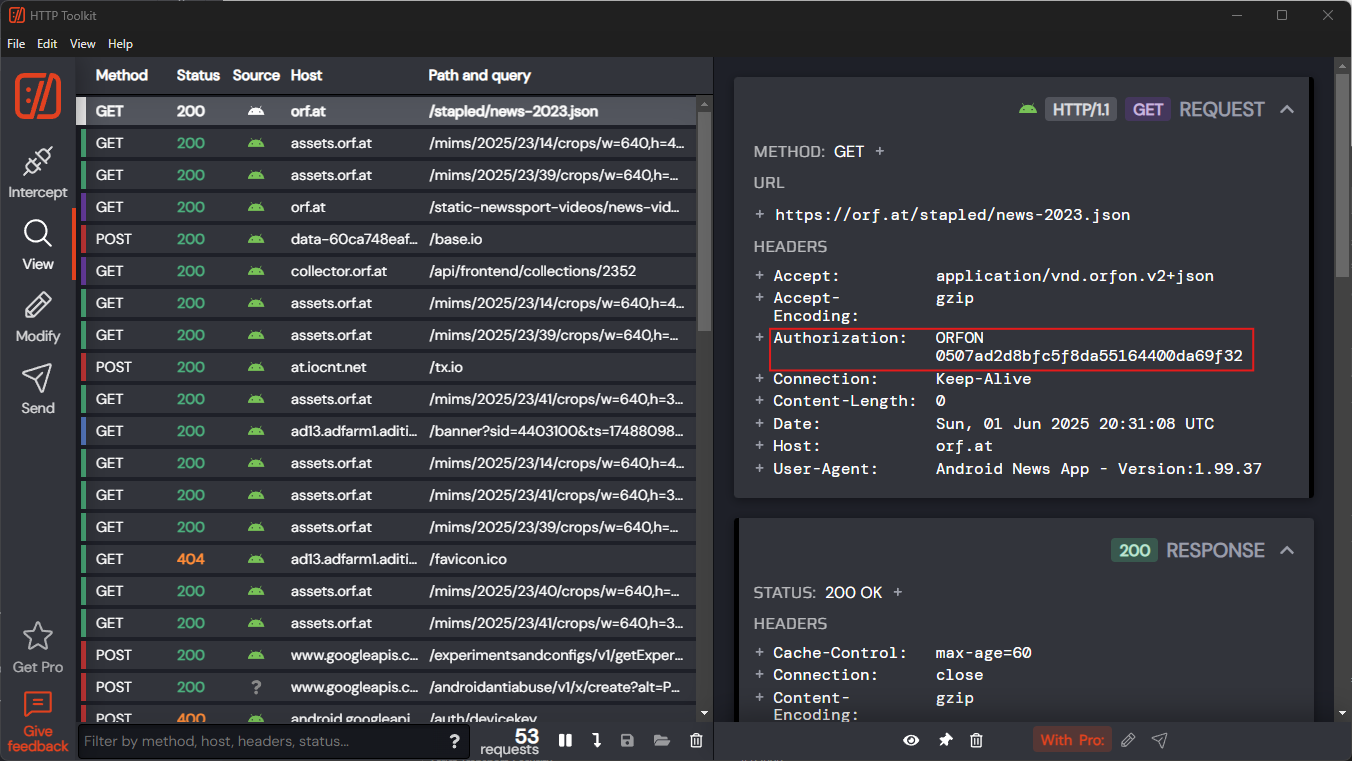 HTTP Toolkit
File Edit View Help
Intercept
View
Modify
Send
Get Pro
Give
feedback
Method Status Source Host Path and query
GET 200 orf.at /stapled/news-2023.json
GET 200 assets.orf.at /mims/2025/23/14/crops/w=640,h=4...
GET 200 assets.orf.at /mims/2025/23/39/crops/w=640,h=...
GET 200 orf.at /static-newssport-videos/news-vid...
POST 200 data-60ca748eaf... /base.io
GET 200 collector.orf.at /api/frontend/collections/2352
GET 200 assets.orf.at /mims/2025/23/14/crops/w=640,h=4...
GET 200 assets.orf.at /mims/2025/23/39/crops/w=640,h=...
POST 200 at.iocnt.net /tx.io
GET 200 assets.orf.at /mims/2025/23/41/crops/w=640,h=3...
GET 200 ad13.adfarm1.aditi... /banner?sid=4403100&ts=17488098...
GET 200 assets.orf.at /mims/2025/23/14/crops/w=640,h=4...
GET 200 assets.orf.at /mims/2025/23/41/crops/w=640,h=3...
GET 200 assets.orf.at /mims/2025/23/39/crops/w=640,h=...
GET 404 ad13.adfarm1.aditi... /favicon.ico
GET 200 assets.orf.at /mims/2025/23/40/crops/w=640,h=...
GET 200 assets.orf.at /mims/2025/23/41/crops/w=640,h=3...
POST 200 www.googleapis.c... /experimentsandconfigs/v1/getExper...
POST 200 ? www.googleapis.c... /androidantiabuse/v1/x/create?alt=P...
POST 400 android.googleapi... /auth/devicekey
Filter by method, host, headers, status... ?
53
requests
HTTP/1.1 GET REQUEST
METHOD: GET +
URL
+ https://orf.at/stapled/news-2023.json
HEADERS
+ Accept: application/vnd.orfon.v2+json
+ Accept- gzip
Encoding:
+ Authorization: ORFON
0507ad2d8bfc5f8da55164400da69f32
+ Connection: Keep-Alive
+ Content-Length: 0
+ Date: Sun, 01 Jun 2025 20:31:08 UTC
+ Host: orf.at
+ User-Agent: Android News App - Version:1.99.37
200 RESPONSE
STATUS: 200 OK +
HEADERS
+ Cache-Control: max-age=60
+ Connection: close
+ Content- gzip
Encoding:
With Pro: